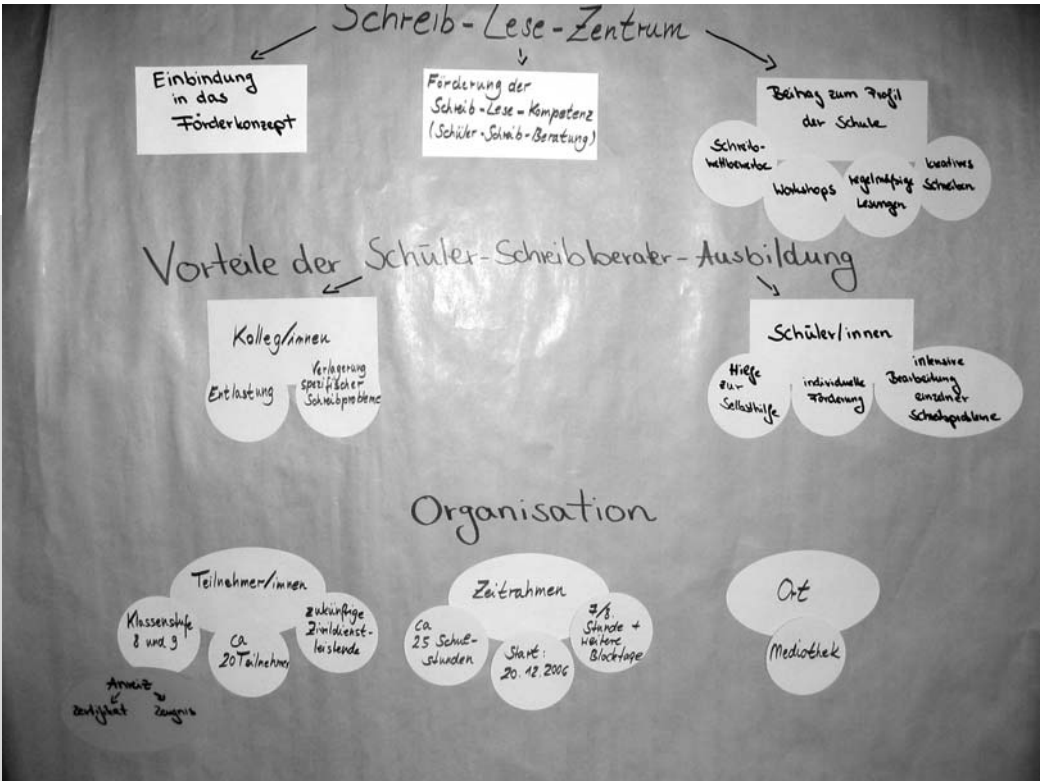 Schreib-Lese-Zentrum
Einbindung
in das
Förderkonzept
Förderung der
Schreib-Lese-Kompetenz
(Schüler-Schreib-Beratung)
Beitrag zum Profil
der Schule
Schreib-
wettbewerbe
Workshops
regelmäßige
Lesungen
kreatives
Schreiben
Vorteile der Schüler-Schreibberater-Ausbildung
Kolleg/innen
Entlastung
Verlagerung
spezifischer
Schreibprobleme
Schüler/innen
Hilfe
zur
Selbsthilfe
individuelle
Förderung
intensive
Bearbeitung
einzelner
Schreibprobleme
Organisation
Teilnehmer/innen
Klassenstufe
8 und 9
ca
20 Teilnehmer
zukünftige
Zivildienst-
leistende
Anreiz
Zertifikat Zeugnis
Zeitrahmen
ca.
25 Schul-
stunden
Start:
20.12.2006
7/8.
Stunde +
weitere
Blocktage
Ort
Mediothek